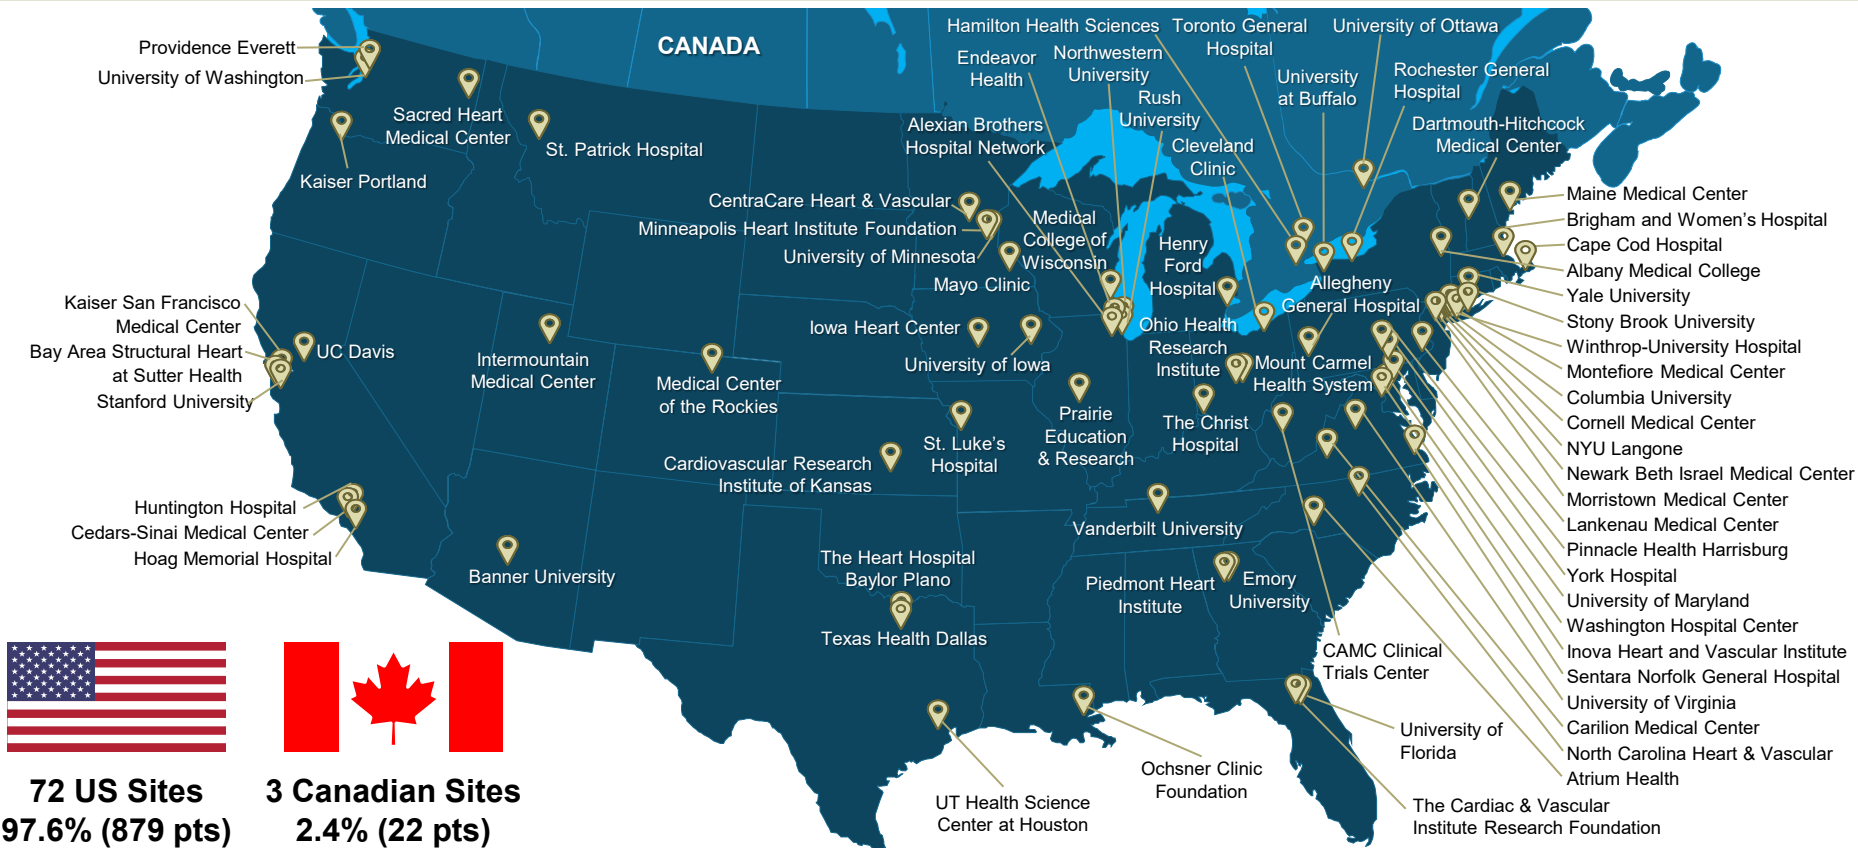 CANADA
Hamilton Health Sciences
Toronto General
Hospital
University of Ottawa
Endeavor
Health
Northwestern
University
University
at Buffalo
Rochester General
Hospital
Rush
University
Alexian Brothers
Hospital Network
Cleveland
Clinic
Dartmouth-Hitchcock
Medical Center
Providence Everett
University of Washington
Sacred Heart
Medical Center
St. Patrick Hospital
Kaiser Portland
CentraCare Heart & Vascular
Minneapolis Heart Institute Foundation
University of Minnesota
Mayo Clinic
Medical
College of
Wisconsin
Henry
Ford
Hospital
Allegheny
General Hospital
Kaiser San Francisco
Medical Center
Bay Area Structural Heart
at Sutter Health
Stanford University
UC Davis
Intermountain
Medical Center
Medical Center
of the Rockies
Iowa Heart Center
University of Iowa
Ohio Health
Research
Institute
Mount Carmel
Health System
Prairie
Education
& Research
The Christ
Hospital
St. Luke's
Hospital
Cardiovascular Research
Institute of Kansas
Vanderbilt University
Huntington Hospital
Cedars-Sinai Medical Center
Hoag Memorial Hospital
Banner University
The Heart Hospital
Baylor Plano
Texas Health Dallas
Piedmont Heart
Institute
Emory
University
CAMC Clinical
Trials Center
University of
Florida
Ochsner Clinic
Foundation
UT Health Science
Center at Houston
The Cardiac & Vascular
Institute Research Foundation
Maine Medical Center
Brigham and Women's Hospital
Cape Cod Hospital
Albany Medical College
Yale University
Stony Brook University
Winthrop-University Hospital
Montefiore Medical Center
Columbia University
Cornell Medical Center
NYU Langone
Newark Beth Israel Medical Center
Morristown Medical Center
Lankenau Medical Center
Pinnacle Health Harrisburg
York Hospital
University of Maryland
Washington Hospital Center
Inova Heart and Vascular Institute
Sentara Norfolk General Hospital
University of Virginia
Carilion Medical Center
North Carolina Heart & Vascular
Atrium Health
72 US Sites
97.6% (879 pts)
3 Canadian Sites
2.4% (22 pts)